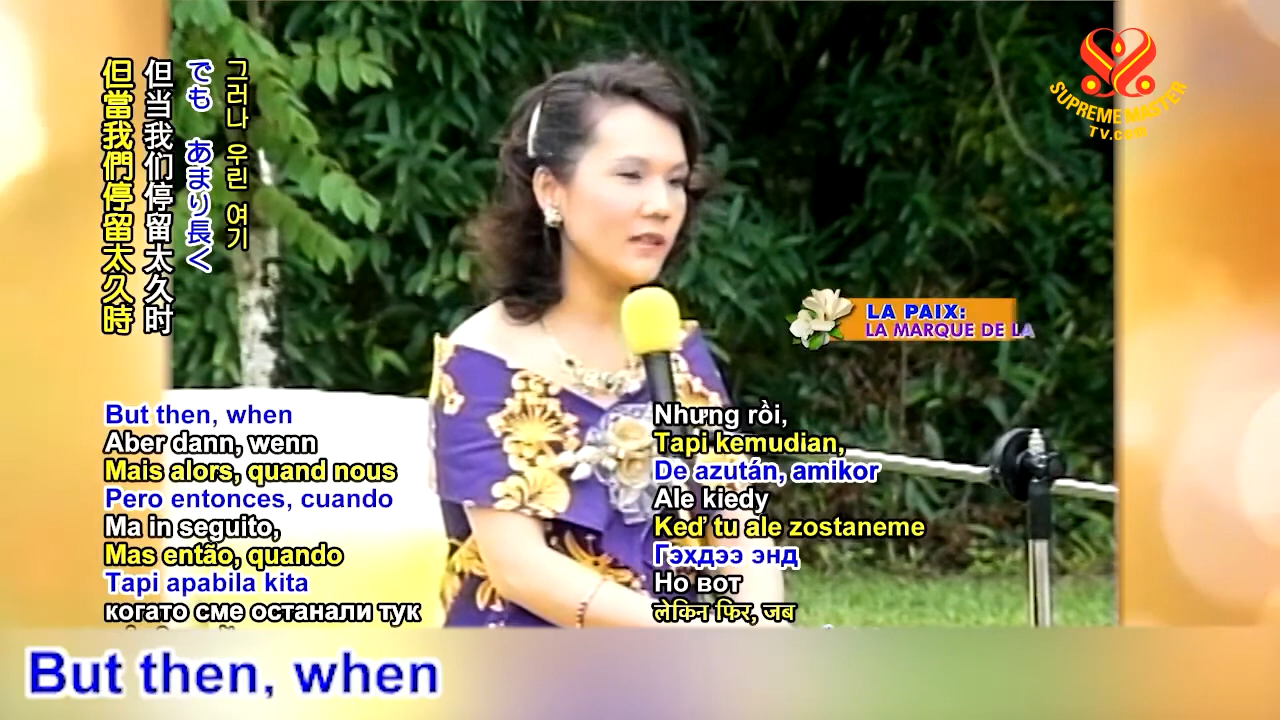 但當我們停留太久時
但当我们停留太久时
でも あまり長く
그러나 우린 여기
SUPREME MASTER
TV.com
LA PAIX:
LA MARQUE DE LA
But then, when
Aber dann, wenn
Mais alors, quand nous
Pero entonces, cuando
Ma in seguito,
Mas então, quando
Tapi apabila kita
когато сме останали тук
Nhưng rồi,
Tapi kemudian,
De azután, amikor
Ale kiedy
Keď tu ale zostaneme
Гэхдээ энд
Но вот
लेकिन फिर, जब
But then, when